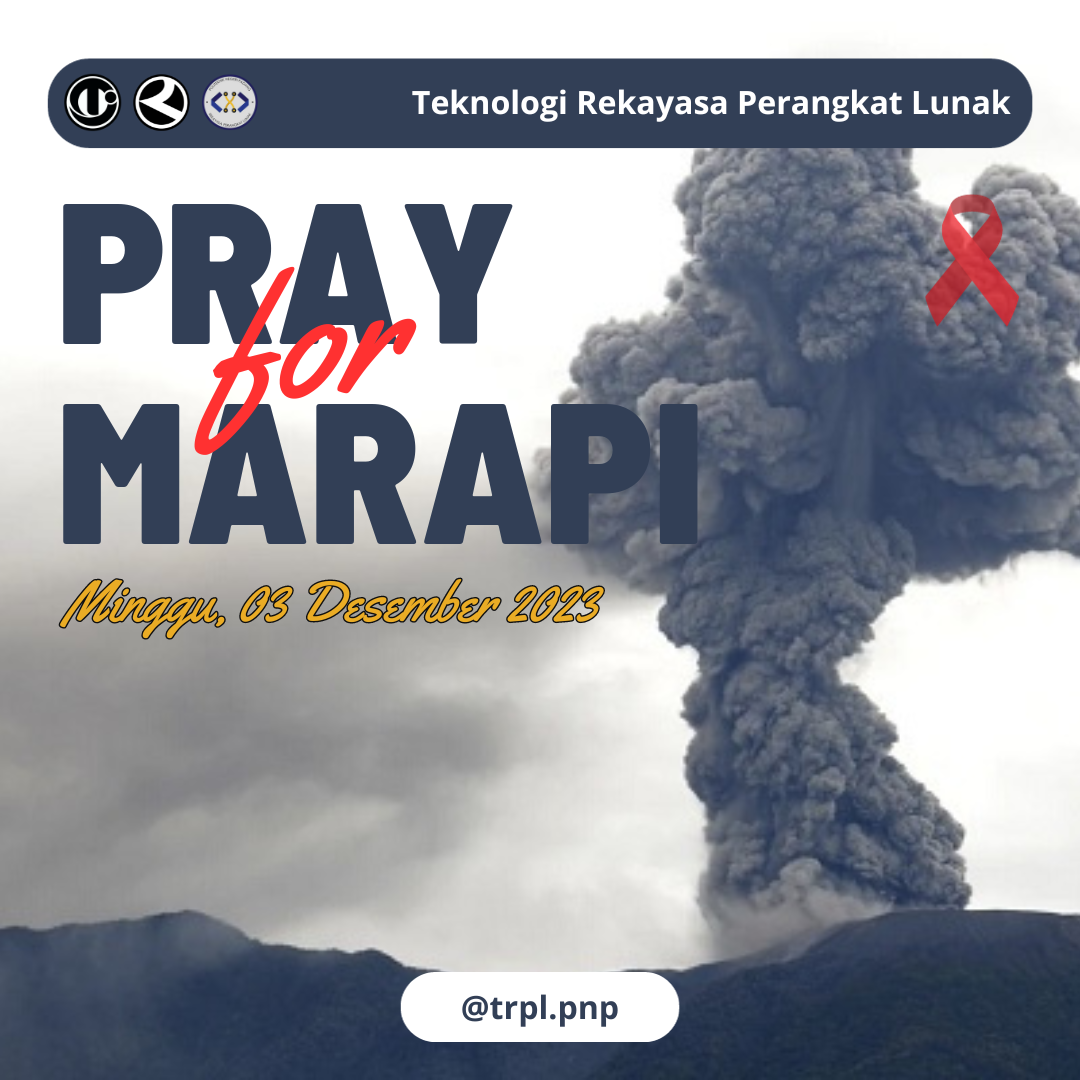 Teknologi Rekayasa Perangkat Lunak
PRAY
for
MARAPI
Minggu, 03 Desember 2023
@trpl.pnp